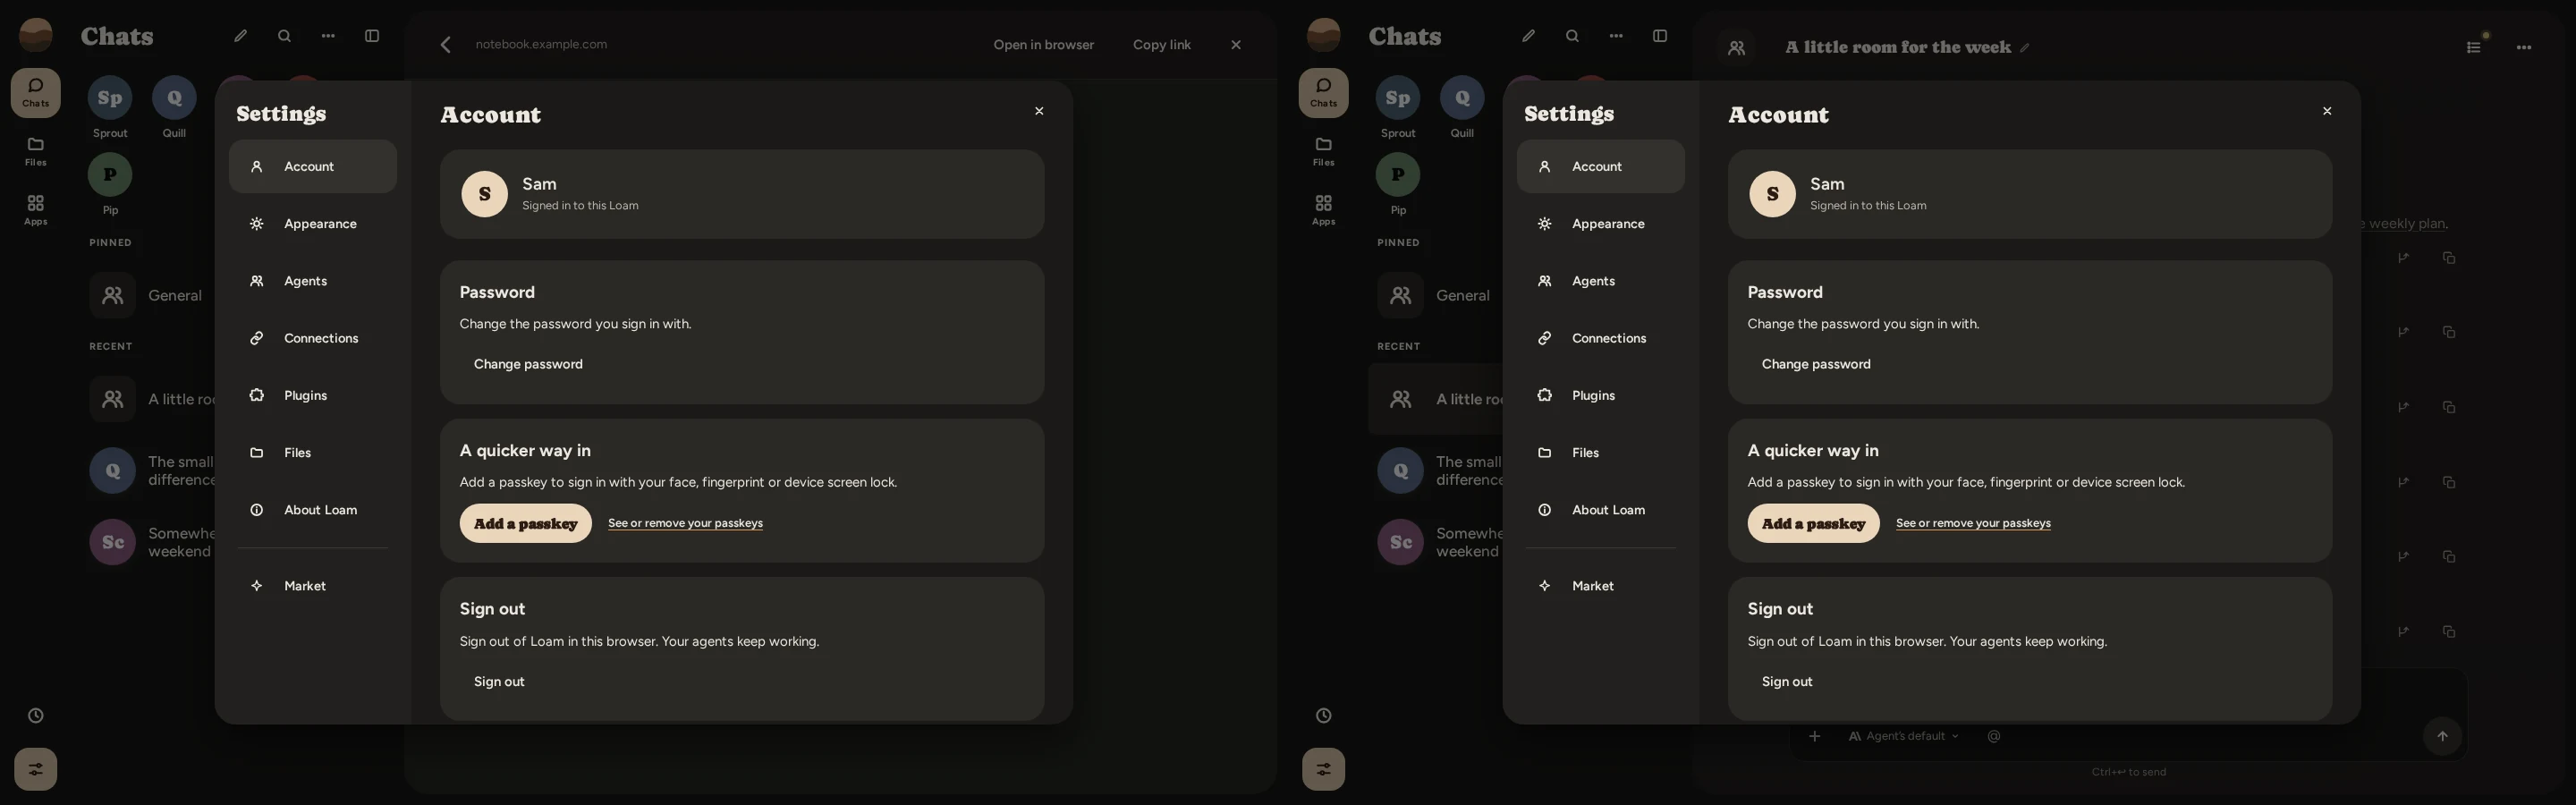 Chats
notebook.example.com
Open in browser
Copy link
Chats
Files
Apps
Sp
Q
Sprout
Quill
P
Pip
PINNED
General
RECENT
A little roo
Q
The small
difference
Sc
Somewhe
weekend
Settings
Account
Appearance
Agents
Connections
Plugins
Files
About Loam
Market
Account
S
Sam
Signed in to this Loam
Password
Change the password you sign in with.
Change password
A quicker way in
Add a passkey to sign in with your face, fingerprint or device screen lock.
Add a passkey
See or remove your passkeys
Sign out
Sign out of Loam in this browser. Your agents keep working.
Sign out
Chats
A little room for the week
Chats
Files
Apps
Sp
Q
Sprout
Quill
P
Pip
PINNED
General
RECENT
A little roo
Q
The small
difference
Sc
Somewhe
weekend
Settings
Account
Appearance
Agents
Connections
Plugins
Files
About Loam
Market
Account
S
Sam
Signed in to this Loam
Password
Change the password you sign in with.
Change password
A quicker way in
Add a passkey to sign in with your face, fingerprint or device screen lock.
Add a passkey
See or remove your passkeys
Sign out
Sign out of Loam in this browser. Your agents keep working.
Sign out
weekly plan.
Agent's default
@
Ctrl+↩ to send